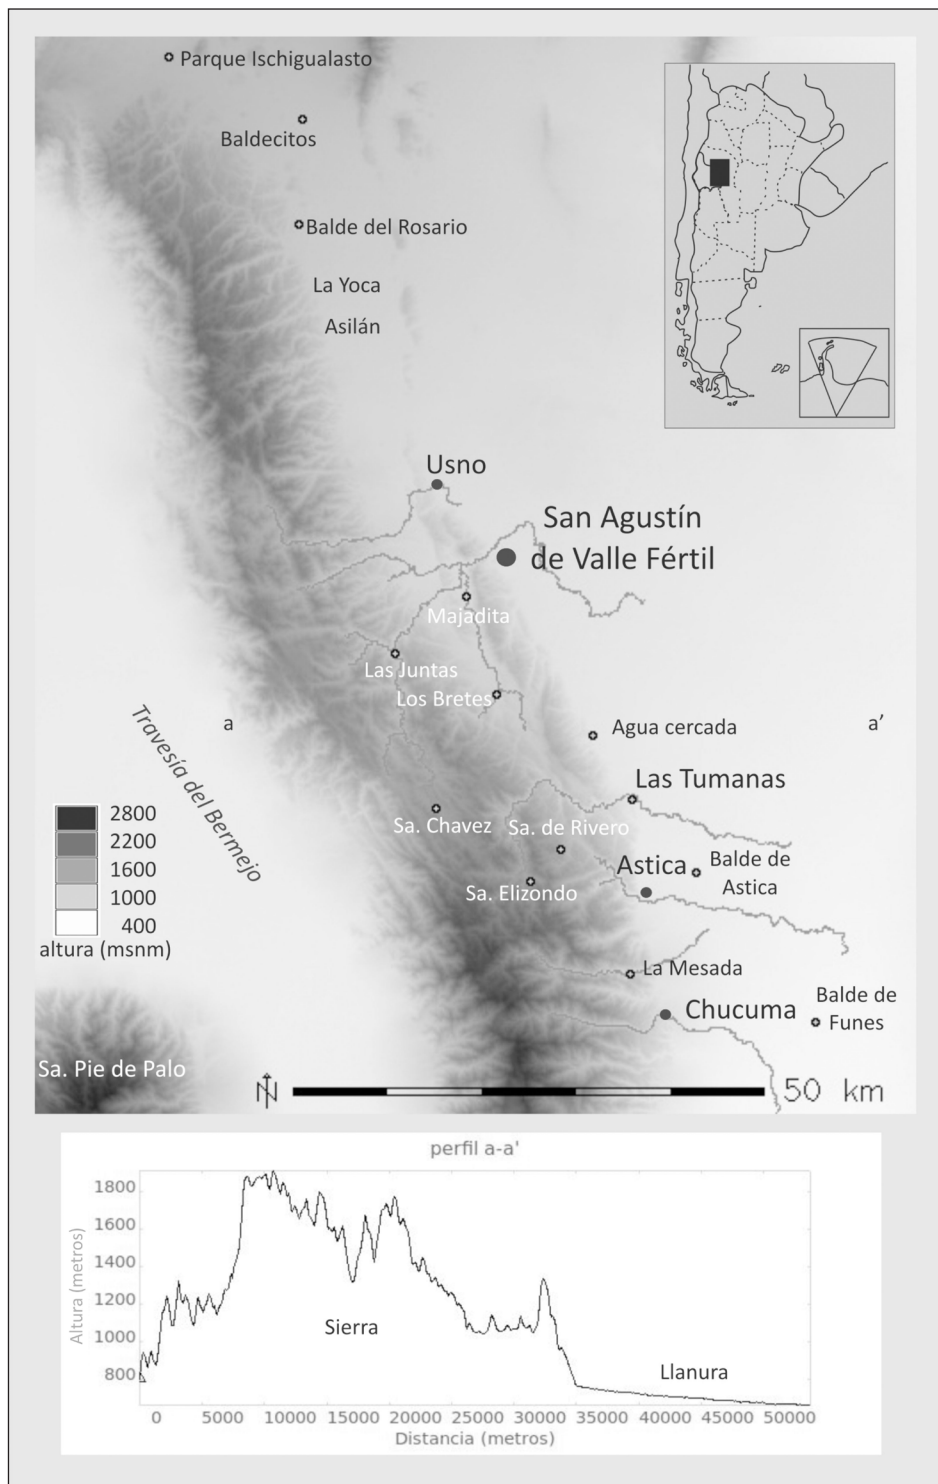 Parque Ischigualasto
Baldecitos
Balde del Rosario
La Yoca
Asilán
Usno
San Agustín
de Valle Fértil
Majadita
Las Juntas
Los Bretes
Travesía del Bermejo
a
a'
Agua cercada
Las Tumanas
Sa. Chavez
Sa. de Rivero
Astica
Balde de
Astica
Sa. Elizondo
2800
2200
1600
1000
400
altura (msnm)
La Mesada
Chucuma
Balde de
Funes
Sa. Pie de Palo
N
50 km
perfil a-a'
Altura (metros)
1800
1600
1400
1200
1000
800
Sierra
Llanura
0 5000 10000 15000 20000 25000 30000 35000 40000 45000 50000
Distancia (metros)